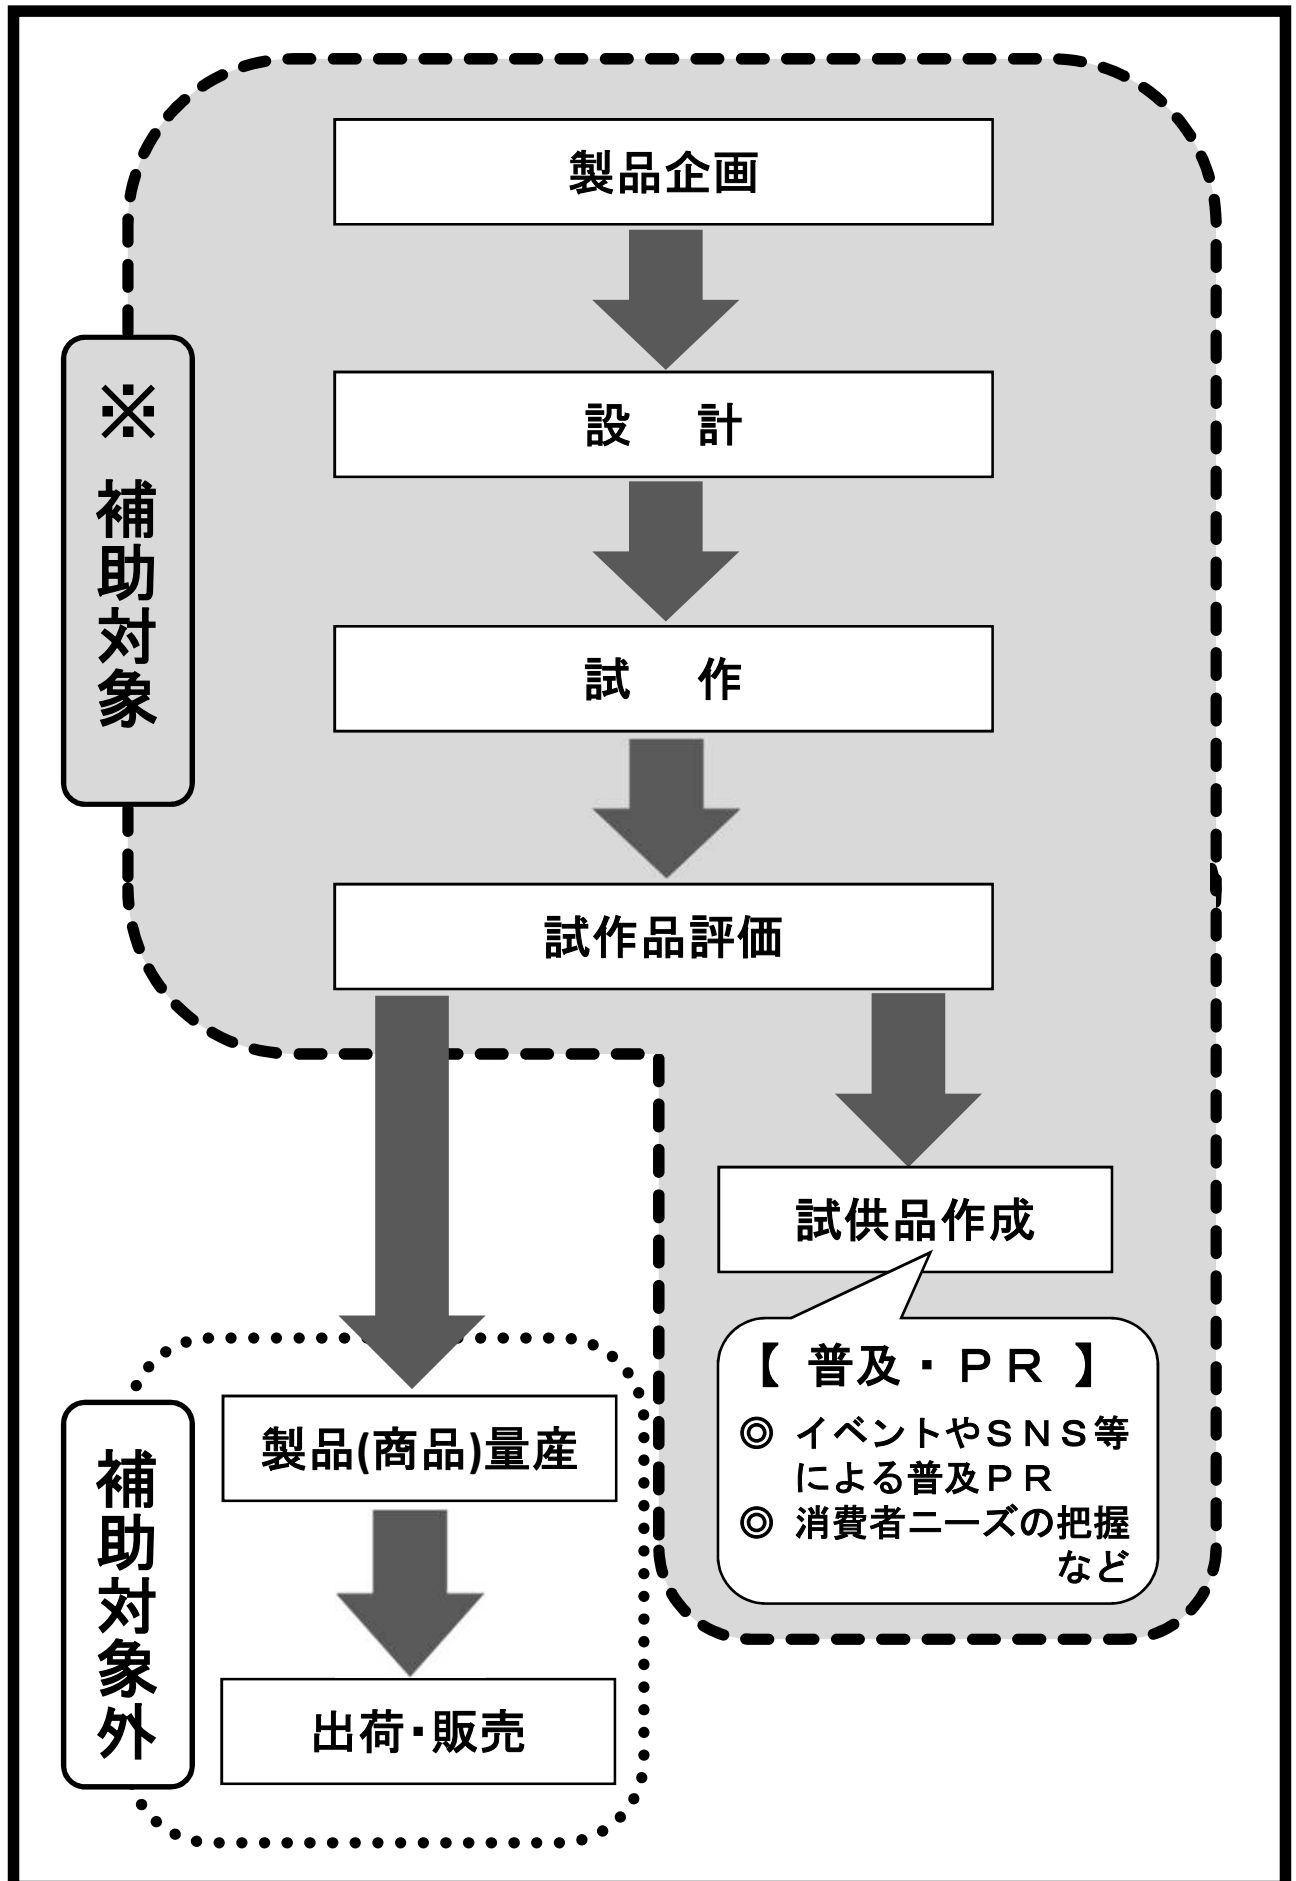 製品企画
※補助対象
設　計
試　作
試作品評価
試供品作成
【 普及・ＰＲ 】
◎ イベントやＳＮＳ等
による普及ＰＲ
◎ 消費者ニーズの把握
など
補助対象外
製品(商品)量産
出荷・販売